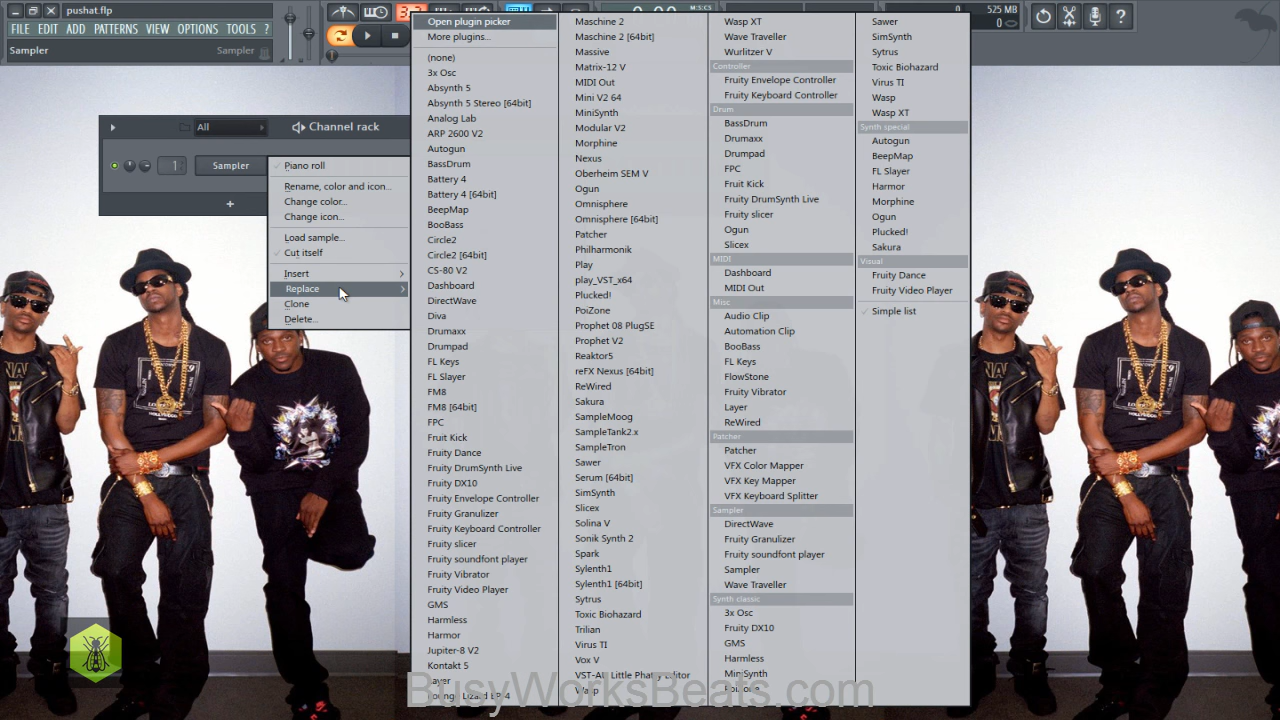 pushat.flp
FILE EDIT ADD PATTERNS VIEW OPTIONS TOOLS ?
Sampler Sampler
525 MB
0
All Channel rack
1 Sampler
Piano roll
Rename, color and icon...
Change color...
Change icon...
Load sample...
Cut itself
Insert
Replace
Clone
Delete...
Open plugin picker
More plugins...
(none)
3x Osc
Absynth 5
Absynth 5 Stereo [64bit]
Analog Lab
ARP 2600 V2
Autogun
BassDrum
Battery 4
Battery 4 [64bit]
BeepMap
BooBass
Circle2
Circle2 [64bit]
CS-80 V2
Dashboard
DirectWave
Diva
Drumaxx
Drumpad
FL Keys
FL Slayer
FM8
FM8 [64bit]
FPC
Fruit Kick
Fruity Dance
Fruity DrumSynth Live
Fruity DX10
Fruity Envelope Controller
Fruity Granulizer
Fruity Keyboard Controller
Fruity slicer
Fruity soundfont player
Fruity Vibrator
Fruity Video Player
GMS
Harmless
Harmor
Jupiter-8 V2
Kontakt 5
Layer
Lounge Lizard EP-4
Maschine 2
Maschine 2 [64bit]
Massive
Matrix-12 V
MIDI Out
Mini V2 64
MiniSynth
Modular V2
Morphine
Nexus
Oberheim SEM V
Ogun
Omnisphere
Omnisphere [64bit]
Patcher
Philharmonik
Play
play_VST_x64
Plucked!
PoiZone
Prophet 08 PlugSE
Prophet V2
Reaktor5
reFX Nexus [64bit]
ReWired
Sakura
SampleMoog
SampleTank2.x
SampleTron
Sawer
Serum [64bit]
SimSynth
Slicex
Solina V
Sonik Synth 2
Spark
Sylenth1
Sylenth1 [64bit]
Sytrus
Toxic Biohazard
Trilian
Virus TI
Vox V
VST-AU Little Phatty Editor
Wasp
Wasp XT
Wave Traveller
Wurlitzer V
Controller
Fruity Envelope Controller
Fruity Keyboard Controller
Drum
BassDrum
Drumaxx
Drumpad
FPC
Fruit Kick
Fruity DrumSynth Live
Fruity slicer
Ogun
Slicex
MIDI
Dashboard
MIDI Out
Misc
Audio Clip
Automation Clip
BooBass
FL Keys
FlowStone
Fruity Vibrator
Layer
ReWired
Patcher
Patcher
VFX Color Mapper
VFX Key Mapper
VFX Keyboard Splitter
Sampler
DirectWave
Fruity Granulizer
Fruity soundfont player
Sampler
Wave Traveller
Synth classic
3x Osc
Fruity DX10
GMS
Harmless
MiniSynth
PoiZone
Sawer
SimSynth
Sytrus
Toxic Biohazard
Virus TI
Wasp
Wasp XT
Synth special
Autogun
BeepMap
FL Slayer
Harmor
Morphine
Ogun
Plucked!
Sakura
Visual
Fruity Dance
Fruity Video Player
Simple list
BusyWorksBeats.com